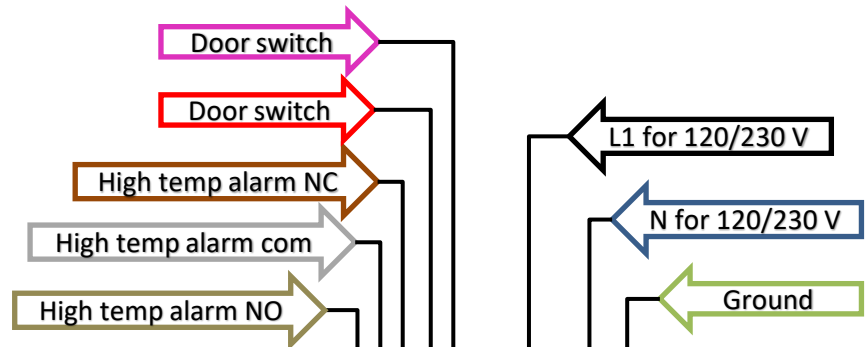 Door switch
Door switch
High temp alarm NC
High temp alarm com
High temp alarm NO
L1 for 120/230 V
N for 120/230 V
Ground